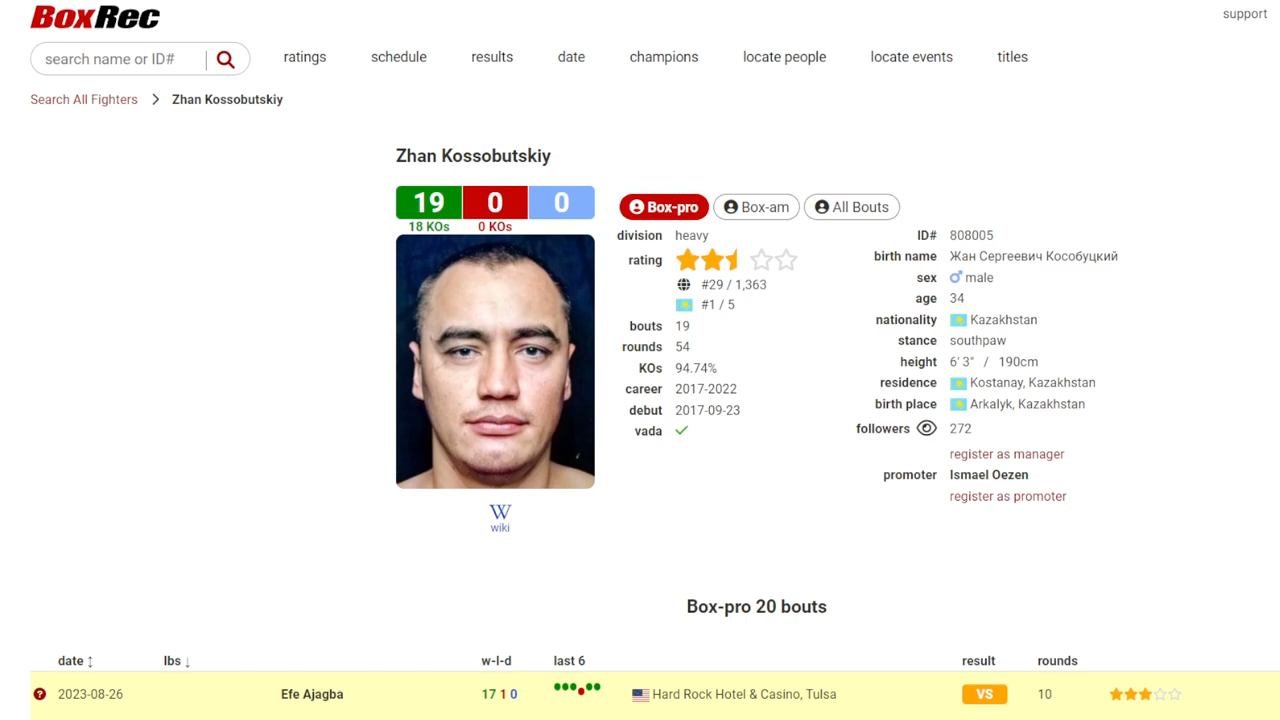 BoxRec
support
search name or ID#
ratings schedule results date champions locate people locate events titles
Search All Fighters > Zhan Kossobutskiy
Zhan Kossobutskiy
19 0 0
18 KOs 0 KOs
W
wiki
Box-pro Box-am All Bouts
division heavy
rating
#29 / 1,363
#1 / 5
bouts 19
rounds 54
KOs 94.74%
career 2017-2022
debut 2017-09-23
vada ✓
ID# 808005
birth name Жан Сергеевич Кособуцкий
sex ♂ male
age 34
nationality Kazakhstan
stance southpaw
height 6' 3" / 190cm
residence Kostanay, Kazakhstan
birth place Arkalyk, Kazakhstan
followers 272
register as manager
promoter Ismael Oezen
register as promoter
Box-pro 20 bouts
date ↕ lbs ↓ w-l-d last 6 result rounds
? 2023-08-26 Efe Ajagba 17 1 0 Hard Rock Hotel & Casino, Tulsa VS 10